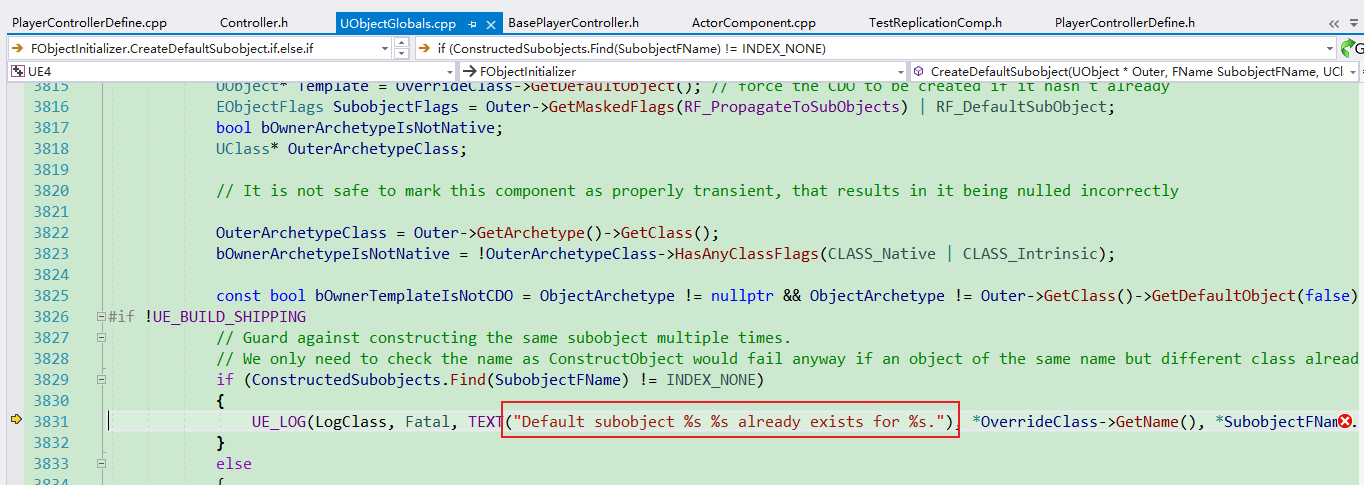 PlayerControllerDefine.cpp Controller.h UObjectGlobals.cpp BasePlayerController.h ActorComponent.cpp TestReplicationComp.h PlayerControllerDefine.h
FObjectInitializer.CreateDefaultSubobject.if.else.if if (ConstructedSubobjects.Find(SubobjectFName) != INDEX_NONE) G
UE4 FObjectInitializer CreateDefaultSubobject(UObject * Outer, FName SubobjectFName, UCl
3815 UObject* Template = OverrideClass->GetDefaultObject(); // force the CDO to be created if it hasn't already
3816 EObjectFlags SubobjectFlags = Outer->GetMaskedFlags(RF_PropagateToSubObjects) | RF_DefaultSubObject;
3817 bool bOwnerArchetypeIsNotNative;
3818 UClass* OuterArchetypeClass;
3819
3820 // It is not safe to mark this component as properly transient, that results in it being nulled incorrectly
3821
3822 OuterArchetypeClass = Outer->GetArchetype()->GetClass();
3823 bOwnerArchetypeIsNotNative = !OuterArchetypeClass->HasAnyClassFlags(CLASS_Native | CLASS_Intrinsic);
3824
3825 const bool bOwnerTemplateIsNotCDO = ObjectArchetype != nullptr && ObjectArchetype != Outer->GetClass()->GetDefaultObject(false)
3826 #if !UE_BUILD_SHIPPING
3827 // Guard against constructing the same subobject multiple times.
3828 // We only need to check the name as ConstructObject would fail anyway if an object of the same name but different class alread
3829 if (ConstructedSubobjects.Find(SubobjectFName) != INDEX_NONE)
3830 {
3831 UE_LOG(LogClass, Fatal, TEXT("Default subobject %s %s already exists for %s."), *OverrideClass->GetName(), *SubobjectFNam
3832 }
3833 else
3834 {